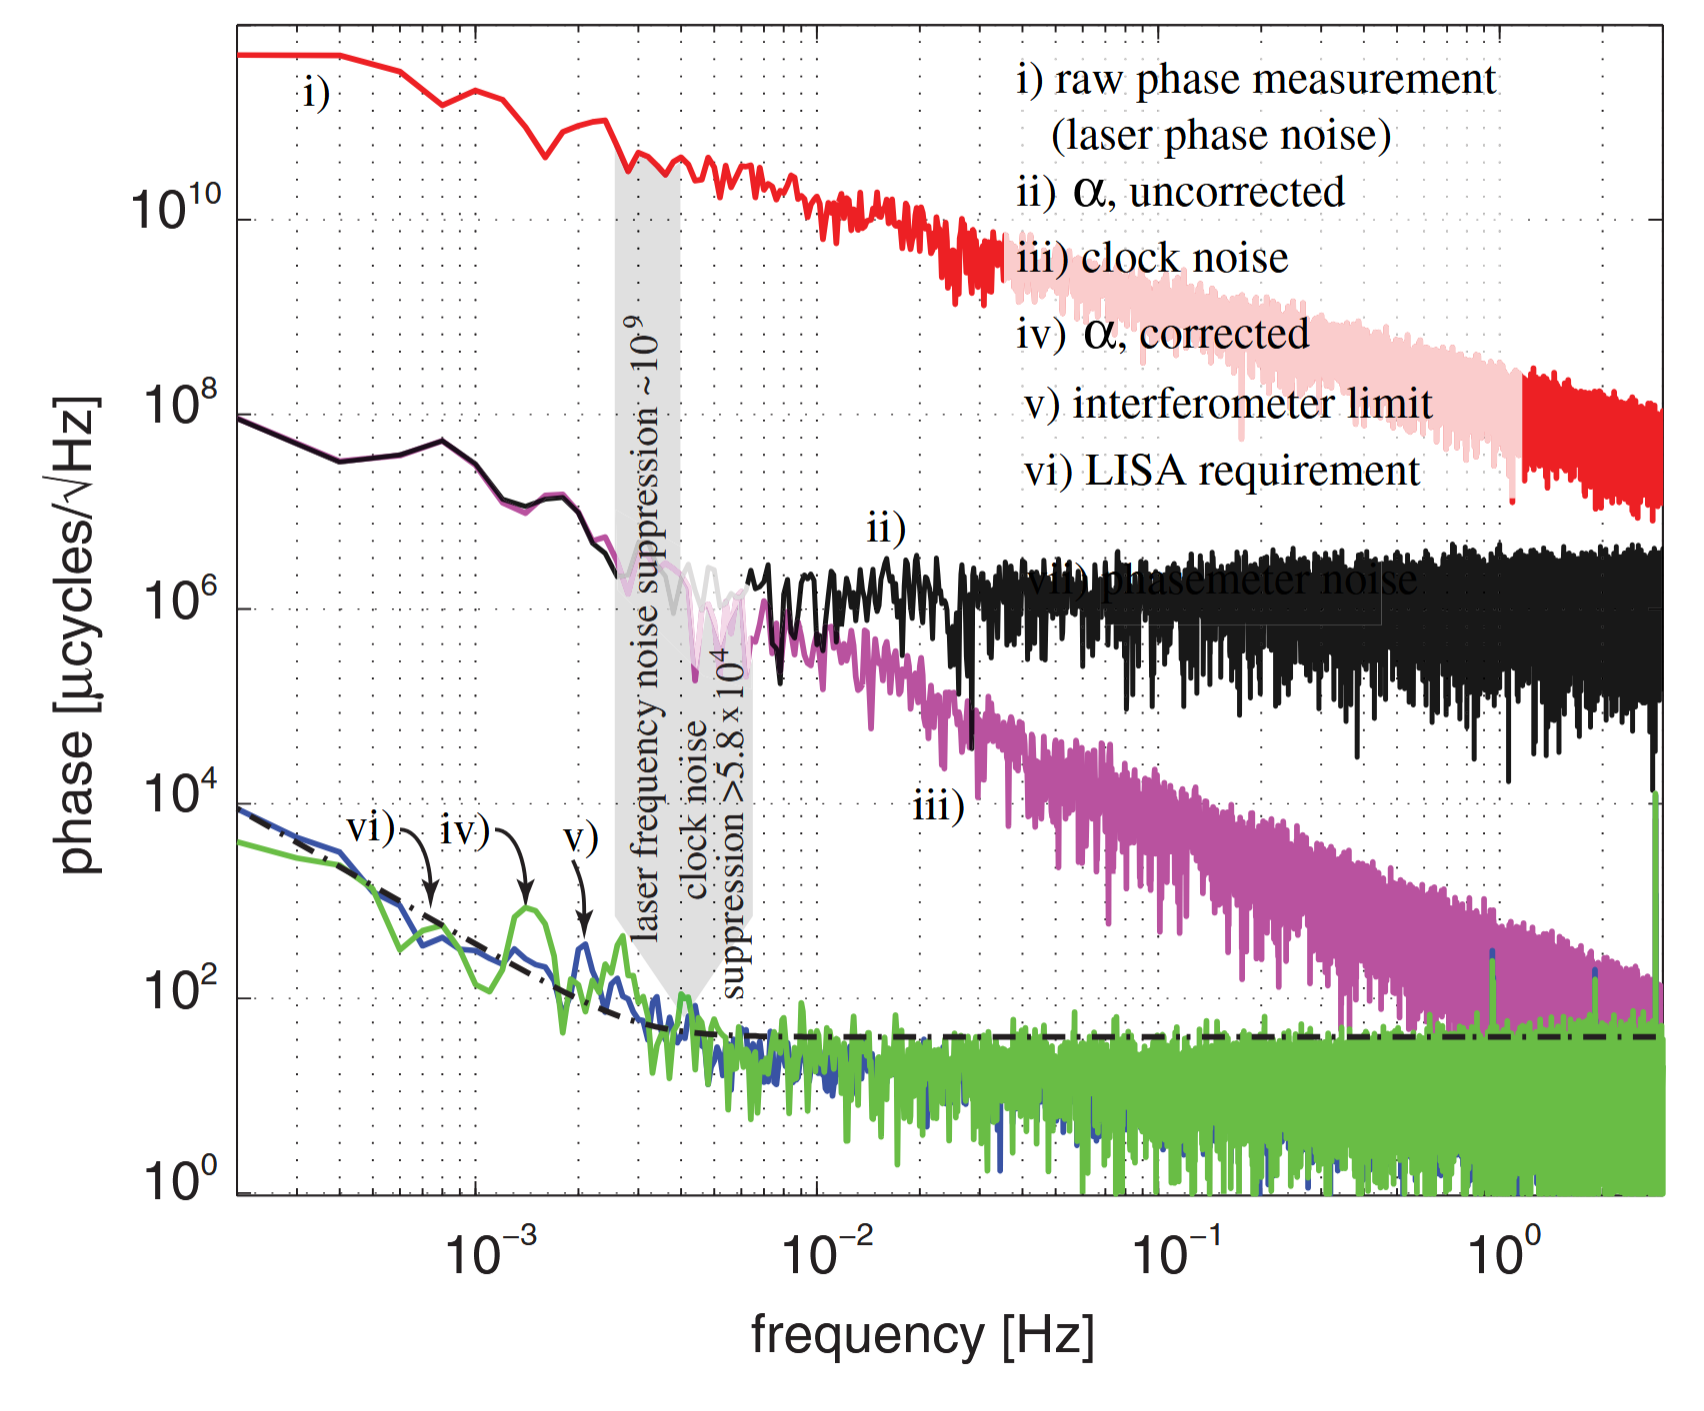 i)
i) raw phase measurement
(laser phase noise)
ii) α, uncorrected
iii) clock noise
iv) α, corrected
v) interferometer limit
vi) LISA requirement
vii) phasemeter noise
ii)
iii)
vi)
iv)
v)
laser frequency noise suppression ~10⁻⁹
clock noise
suppression >5.8 x 10⁴
phase [μcycles/√Hz]
10¹⁰
10⁸
10⁶
10⁴
10²
10⁰
10⁻³ 10⁻² 10⁻¹ 10⁰
frequency [Hz]